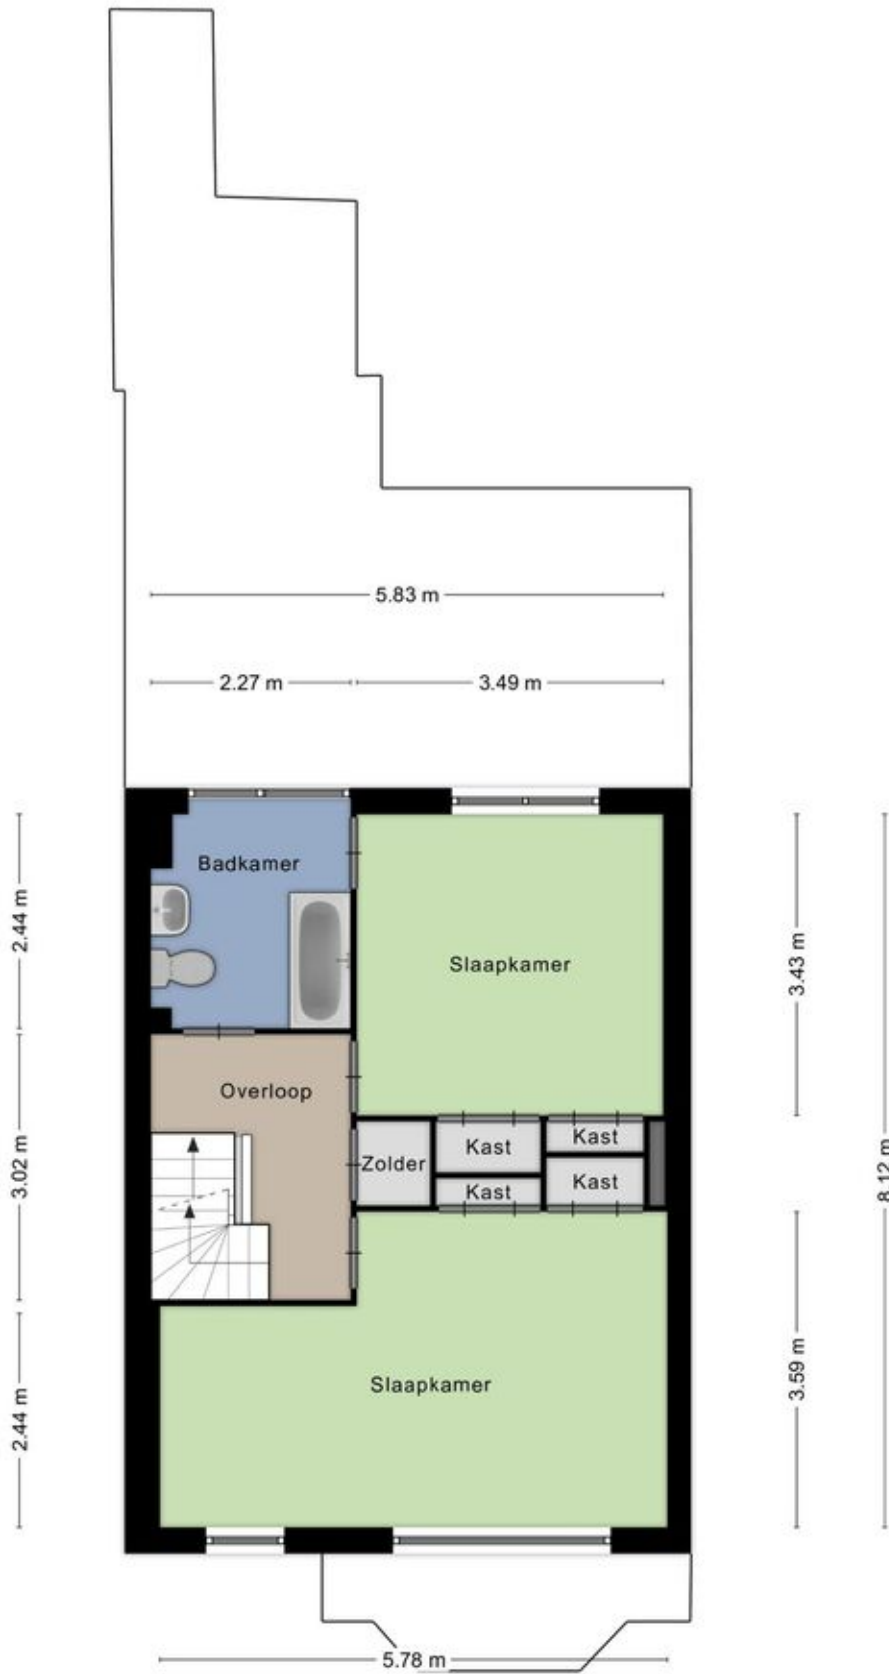 5.83 m
2.27 m
3.49 m
Badkamer
2.44 m
Slaapkamer
3.43 m
Overloop
Kast
Kast
Zolder
3.02 m
Kast
Kast
8.12 m
3.59 m
Slaapkamer
2.44 m
5.78 m